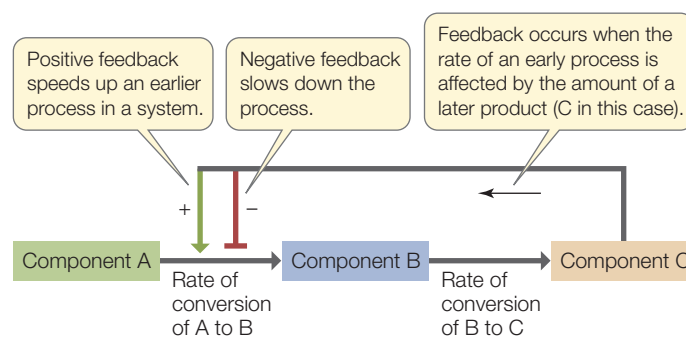 Positive feedback
speeds up an earlier
process in a system.
Negative feedback
slows down the
process.
Feedback occurs when the
rate of an early process is
affected by the amount of a
later product (C in this case).
+
–
Component A
Rate of
conversion
of A to B
Component B
Rate of
conversion
of B to C
Component C